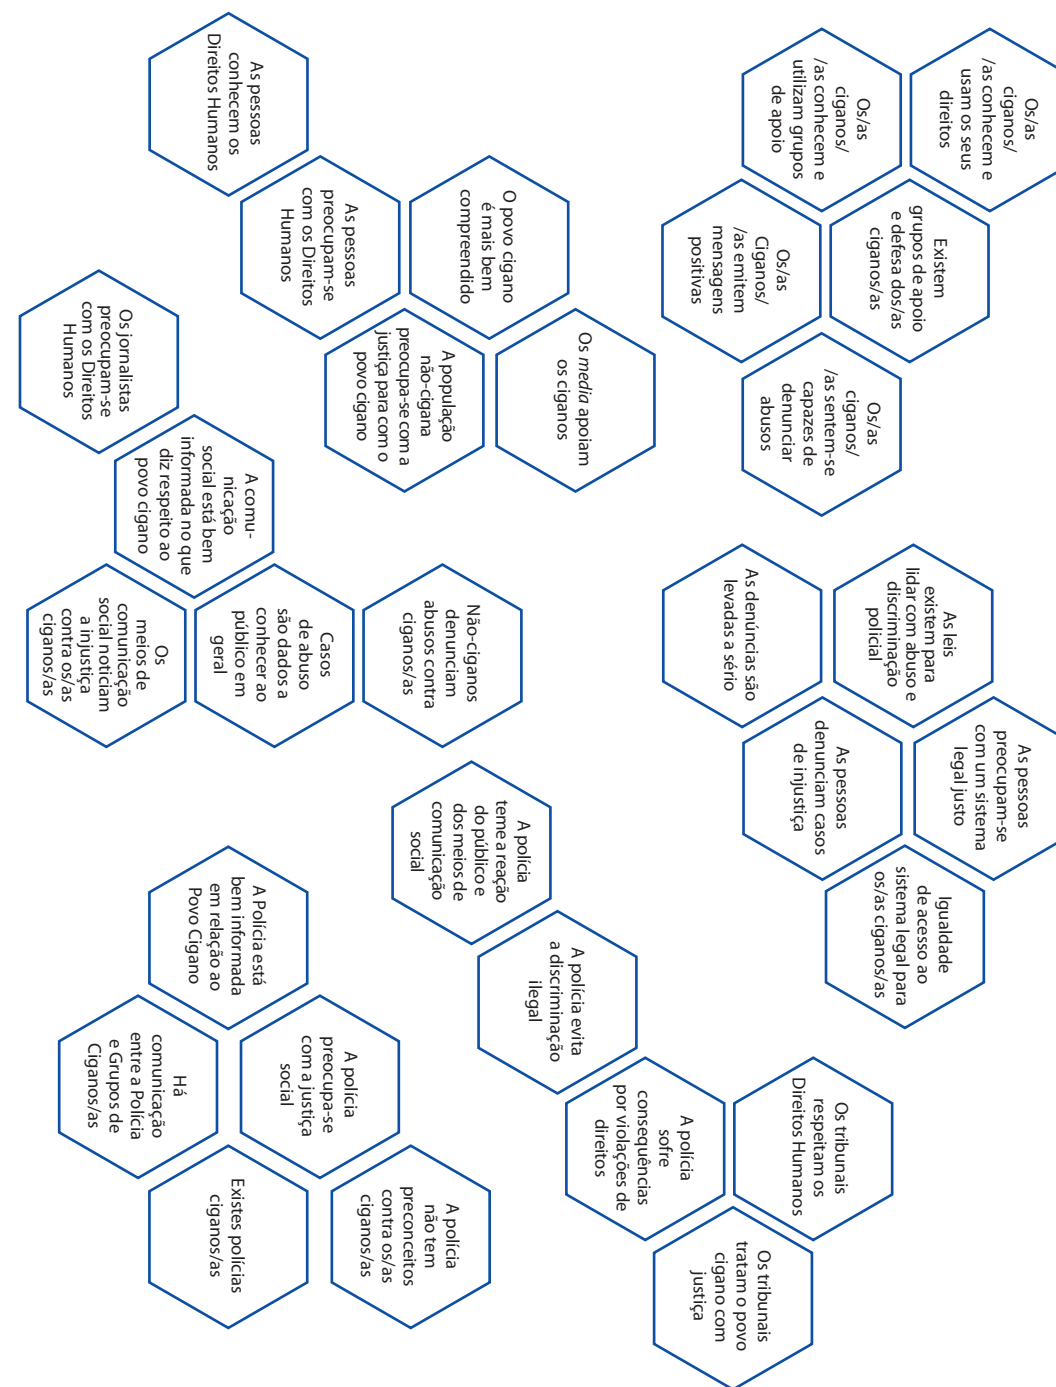 Os/as
ciganos/
/as conhecem e
usam os seus
direitos
Os/as
ciganos/
/as conhecem e
utilizam grupos
de apoio
Existem
grupos de apoio
e defesa dos/as
ciganos/as
Os/as
Ciganos/
/as emitem
mensagens
positivas
Os/as
ciganos/
/as sentem-se
capazes de
denunciar
abusos
As leis
existem para
lidar com abuso e
discriminação
policial
As pessoas
preocupam-se
com um sistema
legal justo
Igualdade
de acesso ao
sistema legal para
os/as ciganos/as
As pessoas
denunciam casos
de injustiça
As denúncias são
levadas a sério
Os tribunais
respeitam os
Direitos Humanos
Os tribunais
tratam o povo
cigano com
justiça
A polícia
sofre
consequências
por violações de
direitos
A polícia evita
a discriminação
ilegal
A polícia
teme a reação
do público e
dos meios de
comunicação
social
Os media apoiam
os ciganos
O povo cigano
é mais bem
compreendido
A população
não-cigana
preocupa-se com a
justiça para com o
povo cigano
As pessoas
preocupam-se
com os Direitos
Humanos
As pessoas
conhecem os
Direitos Humanos
Não-ciganos
denunciam
abusos contra
ciganos/as
Casos
de abuso
são dados a
conhecer ao
público em
geral
A comu-
nicação
social está bem
informada no que
diz respeito ao
povo cigano
Os jornalistas
preocupam-se
com os Direitos
Humanos
Os
meios de
comunicação
social noticiam
a injustiça
contra os/as
ciganos/as
A polícia
não tem
preconceitos
contra os/as
ciganos/as
A polícia
preocupa-se
com a justiça
social
A Polícia está
bem informada
em relação ao
Povo Cigano
Existes polícias
ciganos/as
Há
comunicação
entre a Polícia
e Grupos de
Ciganos/as